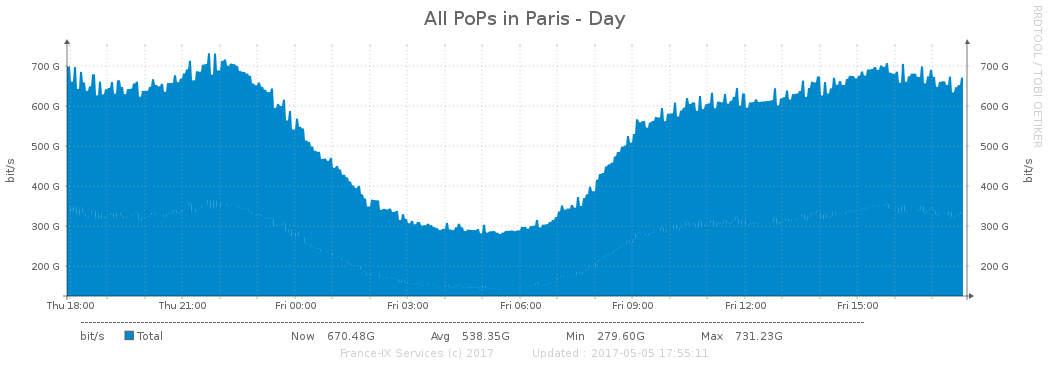 All PoPs in Paris - Day
RRDTOOL / TOBI OETIKER
bit/s
700 G
600 G
500 G
400 G
300 G
200 G
700 G
600 G
500 G
400 G
300 G
200 G
bit/s
Thu 18:00 Thu 21:00 Fri 00:00 Fri 03:00 Fri 06:00 Fri 09:00 Fri 12:00 Fri 15:00
bit/s Total Now 670.48G Avg 538.35G Min 279.60G Max 731.23G
France-IX Services (c) 2017 Updated : 2017-05-05 17:55:11